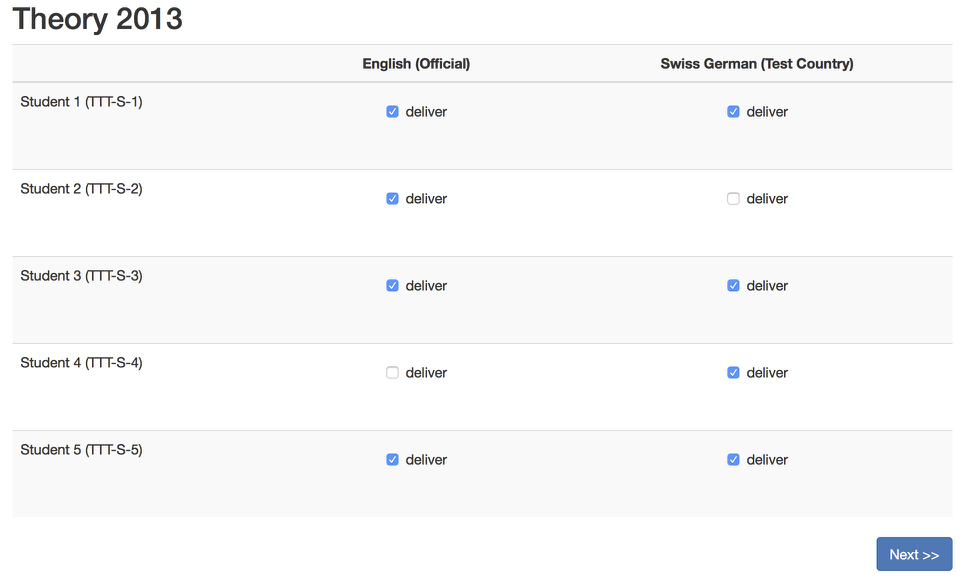 Theory 2013
English (Official) Swiss German (Test Country)
Student 1 (TTT-S-1) deliver deliver
Student 2 (TTT-S-2) deliver deliver
Student 3 (TTT-S-3) deliver deliver
Student 4 (TTT-S-4) deliver deliver
Student 5 (TTT-S-5) deliver deliver
Next >>